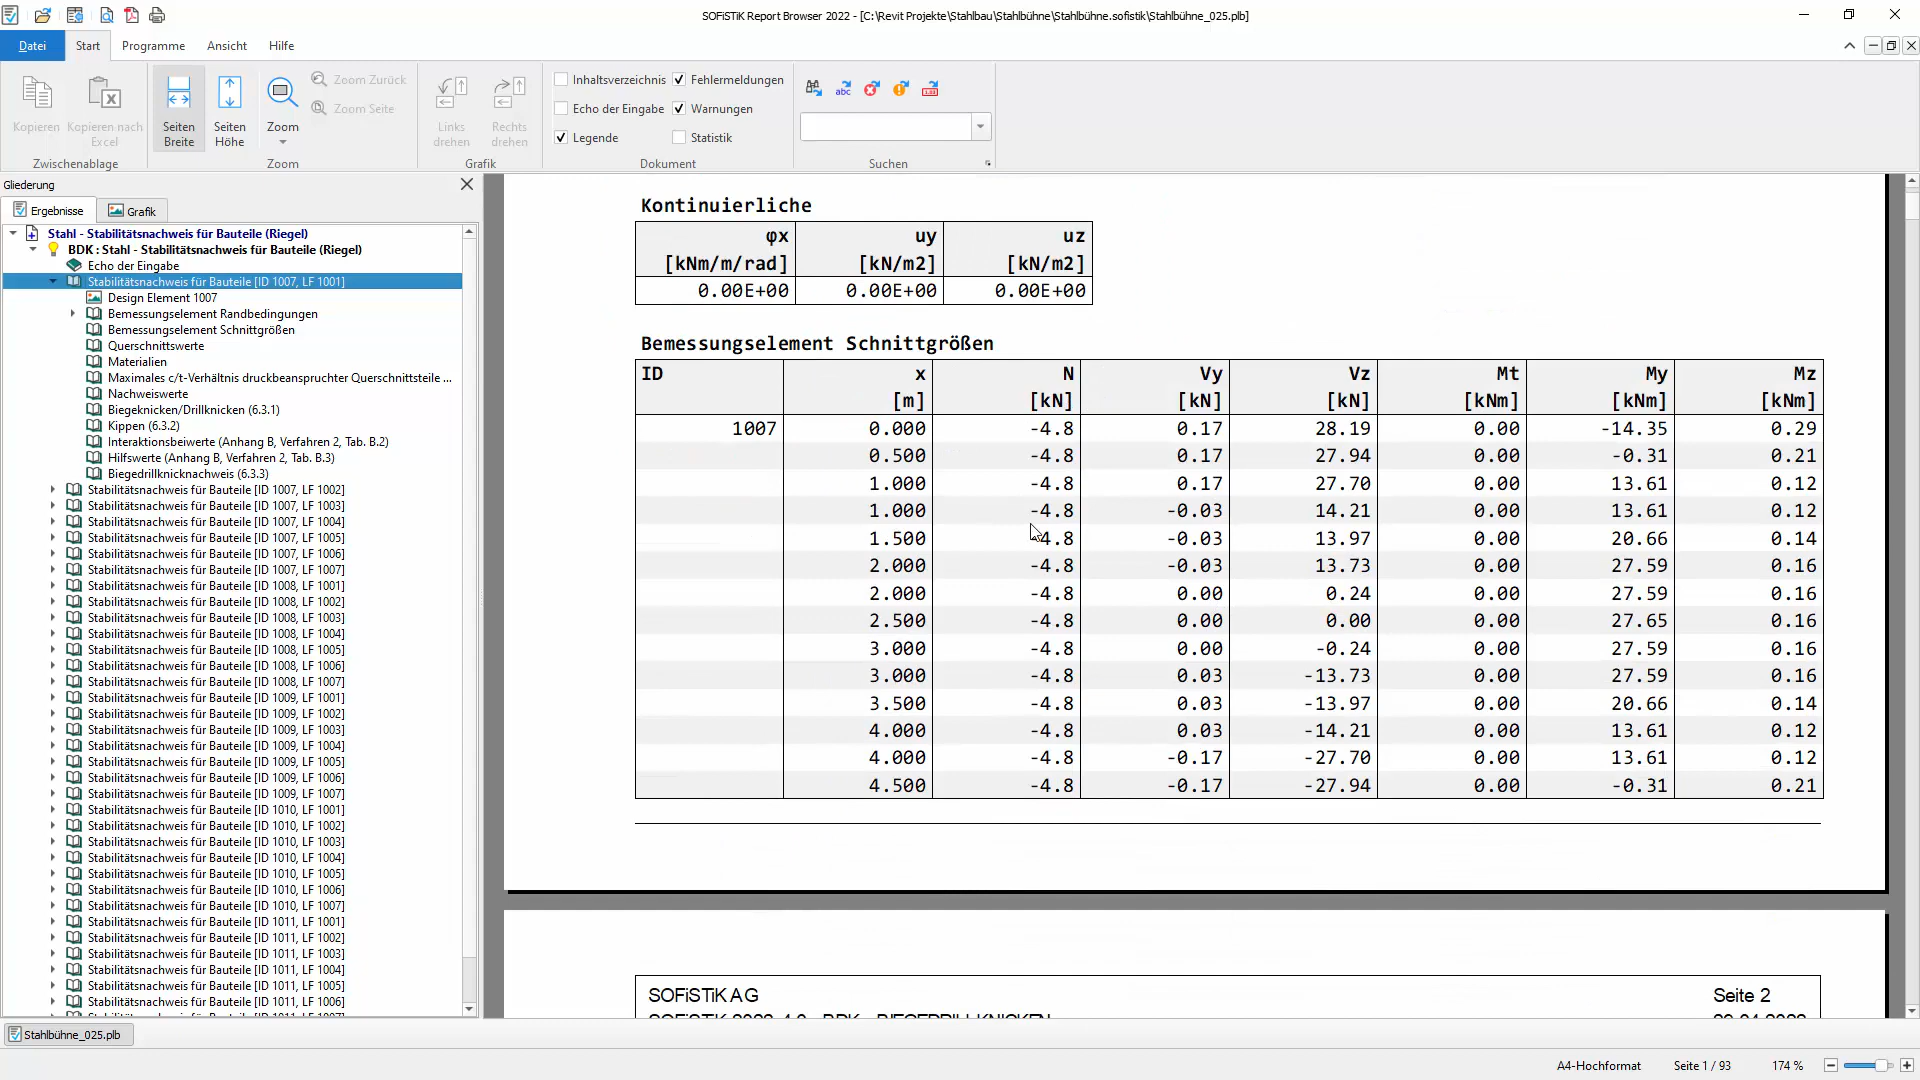 SOFiSTiK Report Browser 2022 - [C:\Revit Projekte\Stahlbau\Stahlbühne\Stahlbühne.sofistik\Stahlbühne_025.plb]
Datei Start Programme Ansicht Hilfe
Kopieren
Kopieren nach Excel
Zwischenablage
Seiten Breite
Seiten Höhe
Zoom
Zoom Zurück
Zoom Seite
Zoom
Links drehen
Rechts drehen
Grafik
Inhaltsverzeichnis Fehlermeldungen
Echo der Eingabe Warnungen
Legende Statistik
Dokument
abc
Suchen
Gliederung
Ergebnisse Grafik
Stahl - Stabilitätsnachweis für Bauteile (Riegel)
BDK : Stahl - Stabilitätsnachweis für Bauteile (Riegel)
Echo der Eingabe
Stabilitätsnachweis für Bauteile [ID 1007, LF 1001]
Design Element 1007
Bemessungselement Randbedingungen
Bemessungselement Schnittgrößen
Querschnittswerte
Materialien
Maximales c/t-Verhältnis druckbeanspruchter Querschnittsteile ...
Nachweiswerte
Biegeknicken/Drillknicken (6.3.1)
Kippen (6.3.2)
Interaktionsbeiwerte (Anhang B, Verfahren 2, Tab. B.2)
Hilfswerte (Anhang B, Verfahren 2, Tab. B.3)
Biegedrillknicknachweis (6.3.3)
Stabilitätsnachweis für Bauteile [ID 1007, LF 1002]
Stabilitätsnachweis für Bauteile [ID 1007, LF 1003]
Stabilitätsnachweis für Bauteile [ID 1007, LF 1004]
Stabilitätsnachweis für Bauteile [ID 1007, LF 1005]
Stabilitätsnachweis für Bauteile [ID 1007, LF 1006]
Stabilitätsnachweis für Bauteile [ID 1007, LF 1007]
Stabilitätsnachweis für Bauteile [ID 1008, LF 1001]
Stabilitätsnachweis für Bauteile [ID 1008, LF 1002]
Stabilitätsnachweis für Bauteile [ID 1008, LF 1003]
Stabilitätsnachweis für Bauteile [ID 1008, LF 1004]
Stabilitätsnachweis für Bauteile [ID 1008, LF 1005]
Stabilitätsnachweis für Bauteile [ID 1008, LF 1006]
Stabilitätsnachweis für Bauteile [ID 1008, LF 1007]
Stabilitätsnachweis für Bauteile [ID 1009, LF 1001]
Stabilitätsnachweis für Bauteile [ID 1009, LF 1002]
Stabilitätsnachweis für Bauteile [ID 1009, LF 1003]
Stabilitätsnachweis für Bauteile [ID 1009, LF 1004]
Stabilitätsnachweis für Bauteile [ID 1009, LF 1005]
Stabilitätsnachweis für Bauteile [ID 1009, LF 1006]
Stabilitätsnachweis für Bauteile [ID 1009, LF 1007]
Stabilitätsnachweis für Bauteile [ID 1010, LF 1001]
Stabilitätsnachweis für Bauteile [ID 1010, LF 1002]
Stabilitätsnachweis für Bauteile [ID 1010, LF 1003]
Stabilitätsnachweis für Bauteile [ID 1010, LF 1004]
Stabilitätsnachweis für Bauteile [ID 1010, LF 1005]
Stabilitätsnachweis für Bauteile [ID 1010, LF 1006]
Stabilitätsnachweis für Bauteile [ID 1010, LF 1007]
Stabilitätsnachweis für Bauteile [ID 1011, LF 1001]
Stabilitätsnachweis für Bauteile [ID 1011, LF 1002]
Stabilitätsnachweis für Bauteile [ID 1011, LF 1003]
Stabilitätsnachweis für Bauteile [ID 1011, LF 1004]
Stabilitätsnachweis für Bauteile [ID 1011, LF 1005]
Stabilitätsnachweis für Bauteile [ID 1011, LF 1006]
Kontinuierliche
φx uy uz
[kNm/m/rad] [kN/m2] [kN/m2]
0.00E+00 0.00E+00 0.00E+00
Bemessungselement Schnittgrößen
ID x N Vy Vz Mt My Mz
[m] [kN] [kN] [kN] [kNm] [kNm] [kNm]
1007 0.000 -4.8 0.17 28.19 0.00 -14.35 0.29
0.500 -4.8 0.17 27.94 0.00 -0.31 0.21
1.000 -4.8 0.17 27.70 0.00 13.61 0.12
1.000 -4.8 -0.03 14.21 0.00 13.61 0.12
1.500 -4.8 -0.03 13.97 0.00 20.66 0.14
2.000 -4.8 -0.03 13.73 0.00 27.59 0.16
2.000 -4.8 0.00 0.24 0.00 27.59 0.16
2.500 -4.8 0.00 0.00 0.00 27.65 0.16
3.000 -4.8 0.00 -0.24 0.00 27.59 0.16
3.000 -4.8 0.03 -13.73 0.00 27.59 0.16
3.500 -4.8 0.03 -13.97 0.00 20.66 0.14
4.000 -4.8 0.03 -14.21 0.00 13.61 0.12
4.000 -4.8 -0.17 -27.70 0.00 13.61 0.12
4.500 -4.8 -0.17 -27.94 0.00 -0.31 0.21
SOFiSTiK AG Seite 2
Stahlbühne_025.plb
A4-Hochformat Seite 1 / 93 174 %